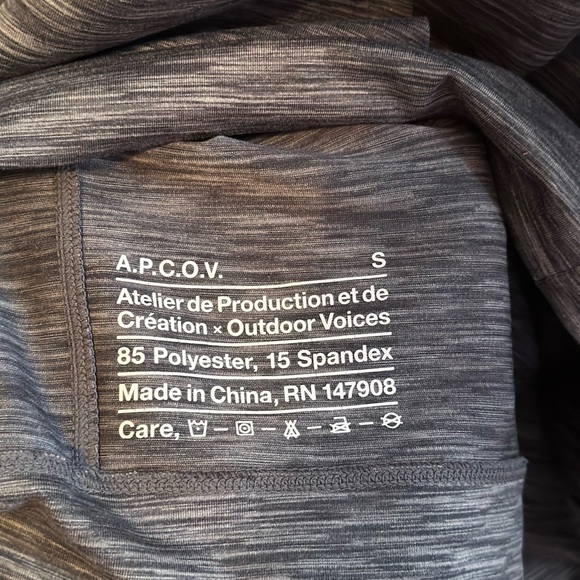 A.P.C.O.V. S
Atelier de Production et de
Création × Outdoor Voices
85 Polyester, 15 Spandex
Made in China, RN 147908
Care,